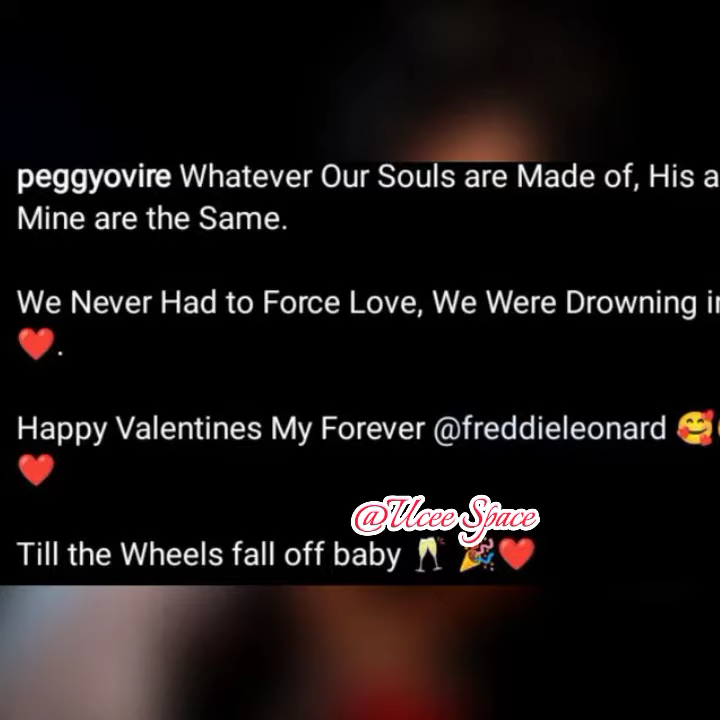 peggyovire Whatever Our Souls are Made of, His a
Mine are the Same.
We Never Had to Force Love, We Were Drowning i
❤️.
Happy Valentines My Forever @freddieleonard 🥰
❤️
@Ucee Space
Till the Wheels fall off baby 🥂 🎉❤️